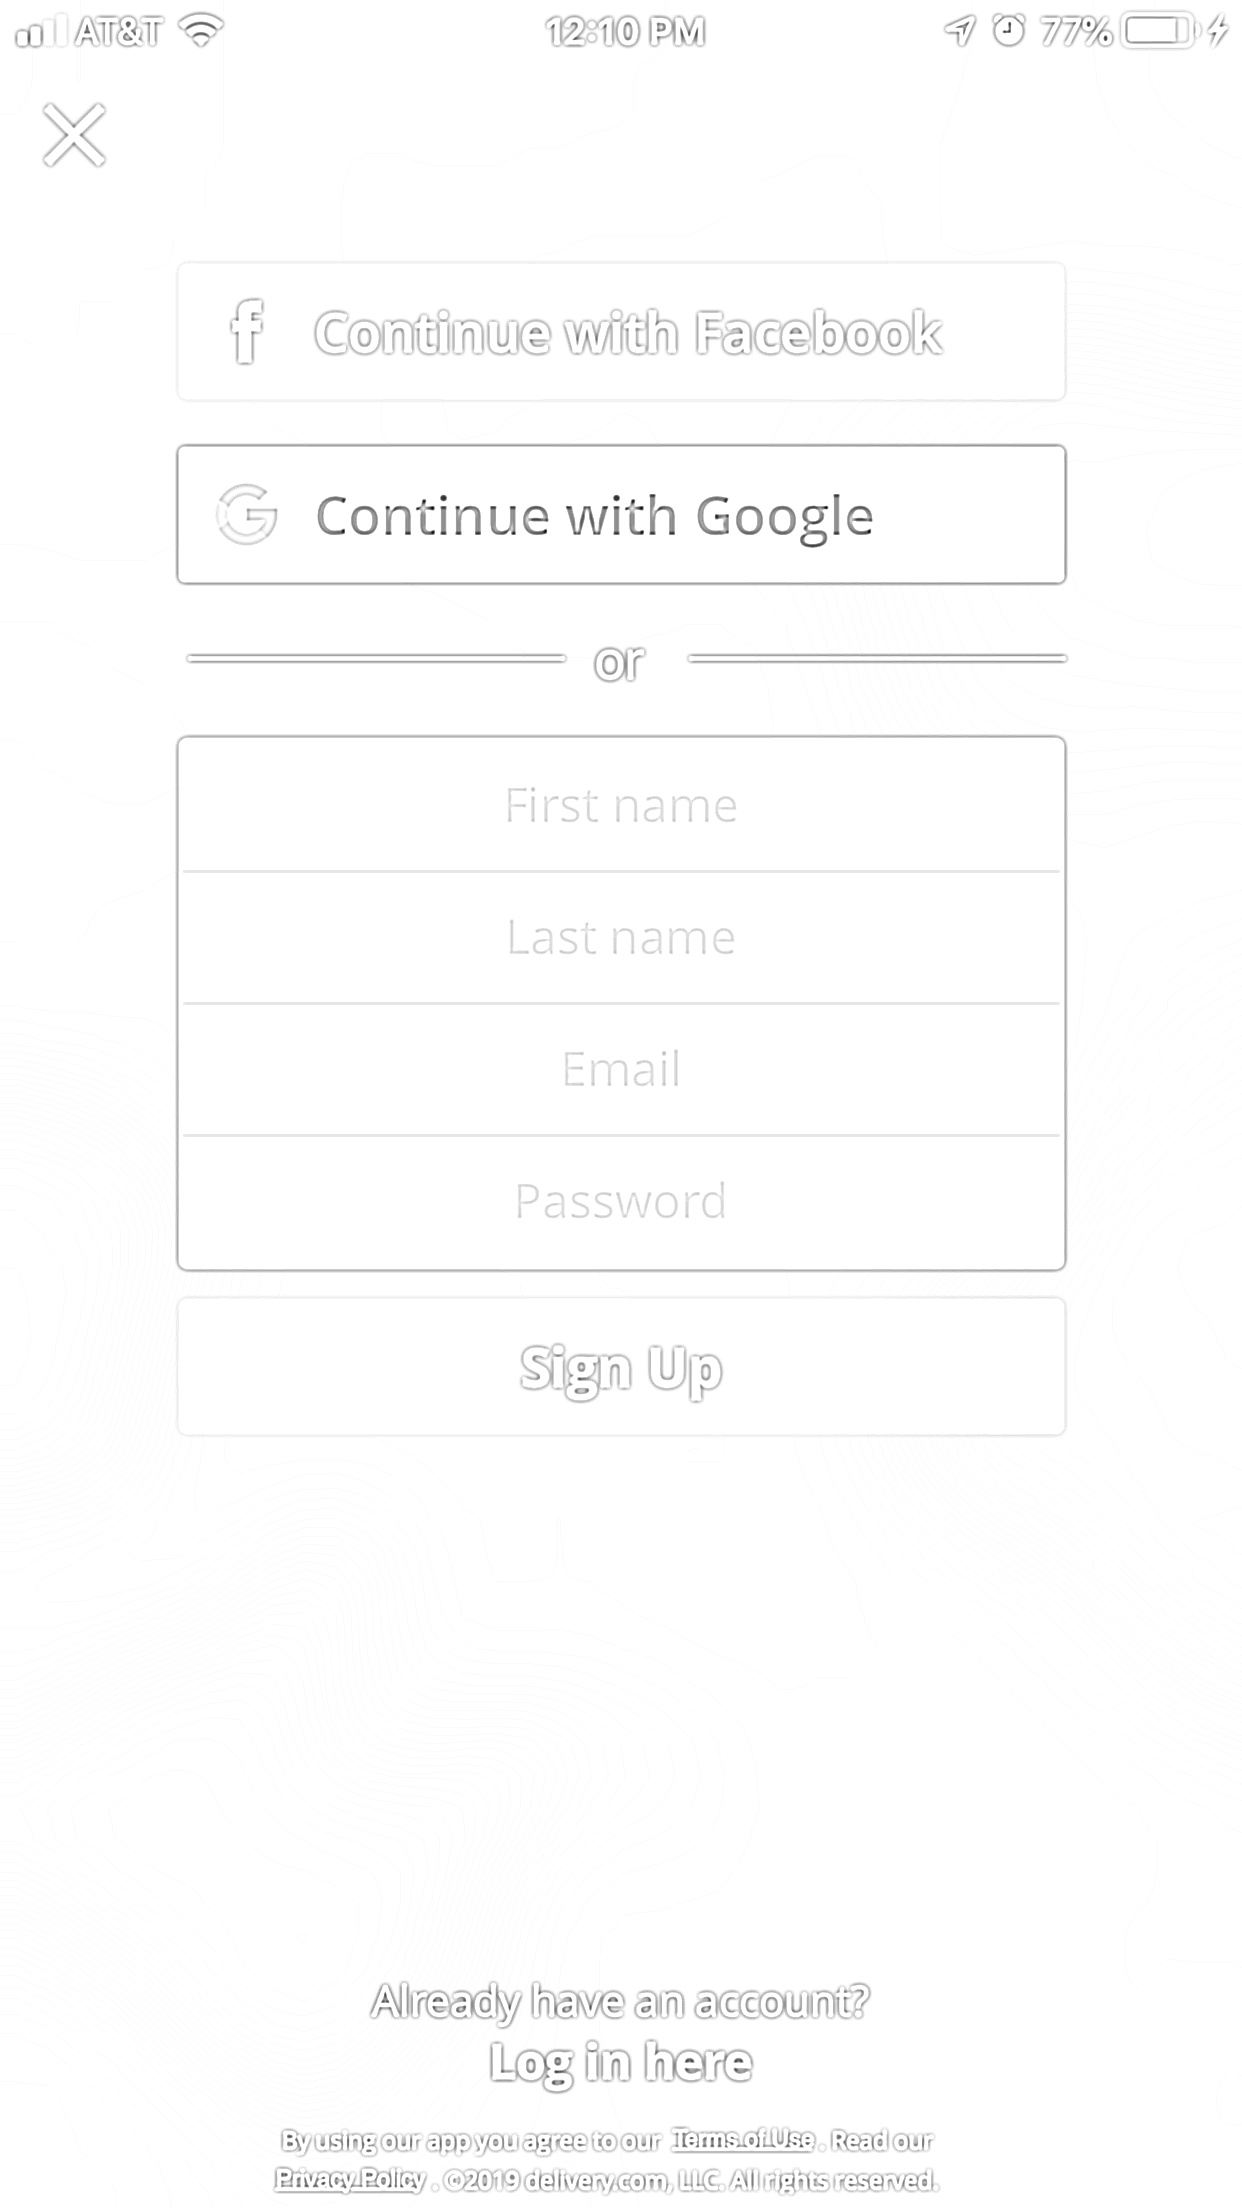 AT&T 12:10 PM 77%
Continue with Facebook
Continue with Google
or
First name
Last name
Email
Password
Sign Up
Already have an account?
Log in here
By using our app you agree to our Terms of Use . Read our
Privacy Policy . ©2019 delivery.com, LLC. All rights reserved.